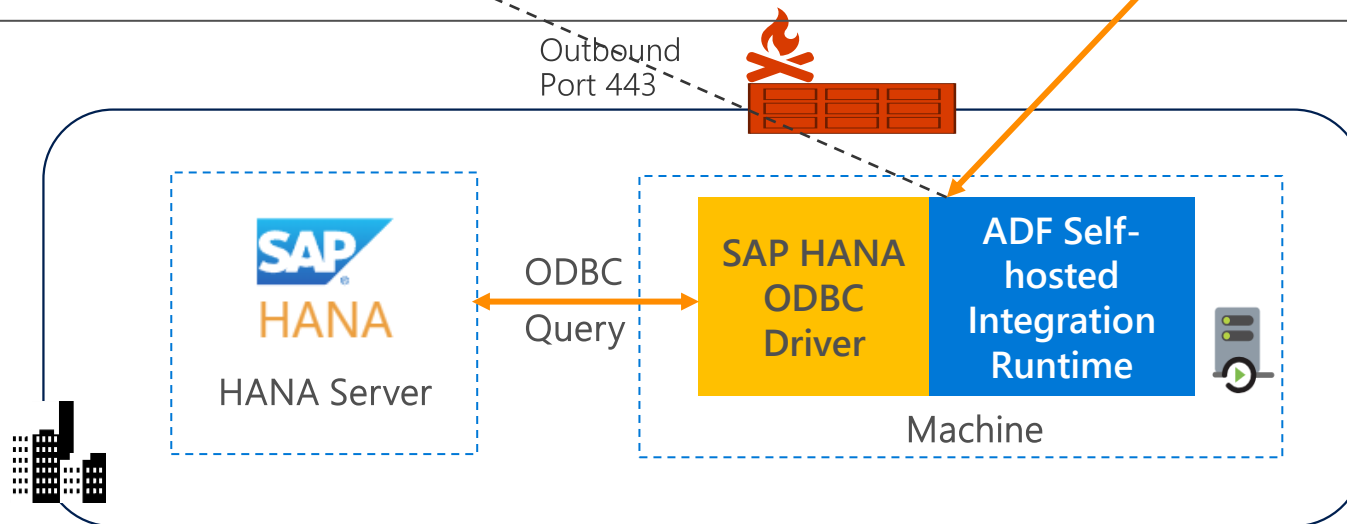 Outbound
Port 443
SAP
HANA
HANA Server
ODBC
Query
SAP HANA
ODBC
Driver
ADF Self-
hosted
Integration
Runtime
Machine